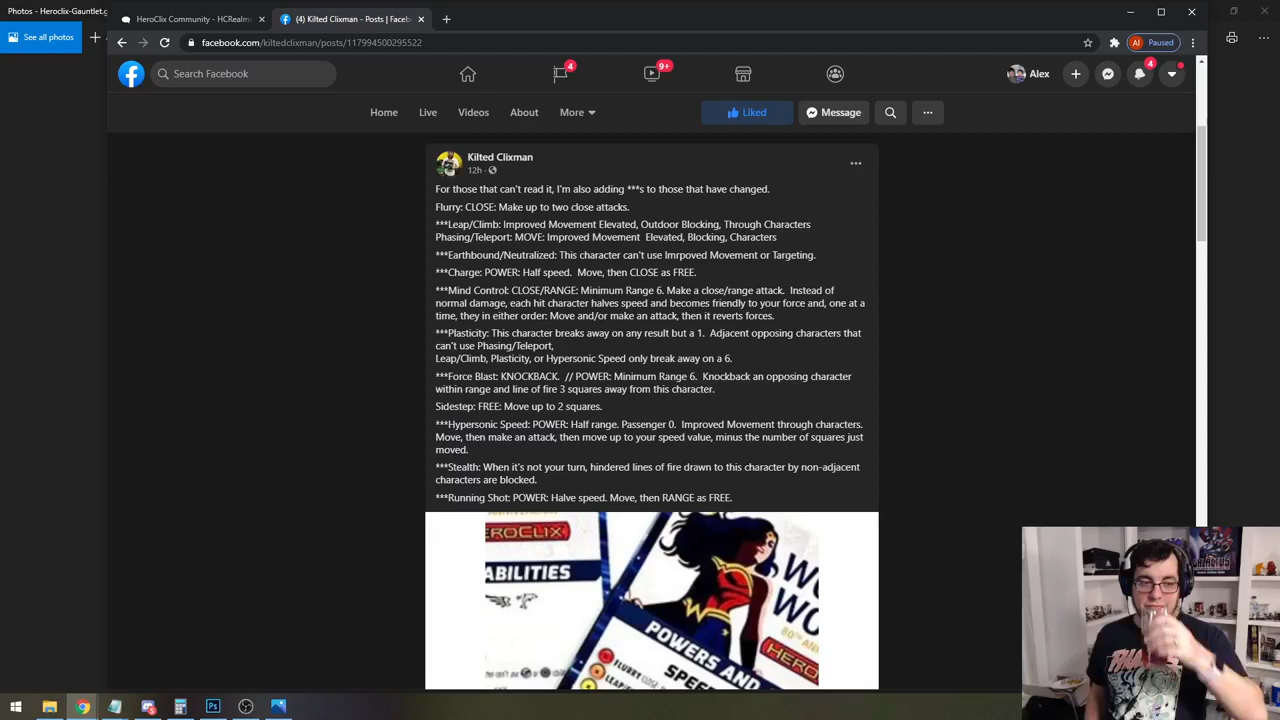 Photos - Heroclix-Gauntlet.g
HeroClix Community - HCRealm
(4) Kilted Clixman - Posts | Faceb
See all photos
facebook.com/kiltedclixman/posts/117994500295522
AI Paused
Search Facebook
4
9+
Alex
4
Home
Live
Videos
About
More
Liked
Message
Kilted Clixman
12h
For those that can't read it, I'm also adding ***s to those that have changed.
Flurry: CLOSE: Make up to two close attacks.
***Leap/Climb: Improved Movement Elevated, Outdoor Blocking, Through Characters
Phasing/Teleport: MOVE: Improved Movement Elevated, Blocking, Characters
***Earthbound/Neutralized: This character can't use Imrpoved Movement or Targeting.
***Charge: POWER: Half speed. Move, then CLOSE as FREE.
***Mind Control: CLOSE/RANGE: Minimum Range 6. Make a close/range attack. Instead of
normal damage, each hit character halves speed and becomes friendly to your force and, one at a
time, they in either order: Move and/or make an attack, then it reverts forces.
***Plasticity: This character breaks away on any result but a 1. Adjacent opposing characters that
can't use Phasing/Teleport,
Leap/Climb, Plasticity, or Hypersonic Speed only break away on a 6.
***Force Blast: KNOCKBACK. // POWER: Minimum Range 6. Knockback an opposing character
within range and line of fire 3 squares away from this character.
Sidestep: FREE: Move up to 2 squares.
***Hypersonic Speed: POWER: Half range. Passenger 0. Improved Movement through characters.
Move, then make an attack, then move up to your speed value, minus the number of squares just
moved.
***Stealth: When it's not your turn, hindered lines of fire drawn to this character by non-adjacent
characters are blocked.
***Running Shot: POWER: Halve speed. Move, then RANGE as FREE.
HEROCLIX
ABILITIES
WO
WO
80TH
HERO
POWERS AND
SPE
FLURRY
LEAP/